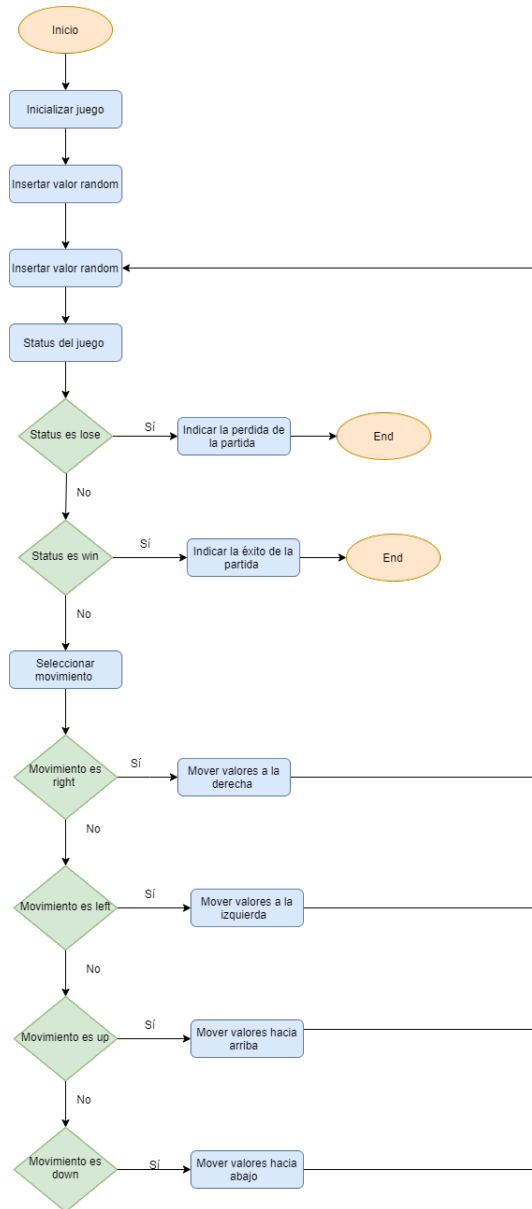 Inicio
Inicializar juego
Insertar valor random
Insertar valor random
Status del juego
Status es lose
Sí
Indicar la perdida de
la partida
End
No
Status es win
Sí
Indicar la éxito de la
partida
End
No
Seleccionar
movimiento
Movimiento es
right
Sí
Mover valores a la
derecha
No
Movimiento es left
Sí
Mover valores a la
izquierda
No
Movimiento es up
Sí
Mover valores hacia
arriba
No
Movimiento es
down
Sí
Mover valores hacia
abajo